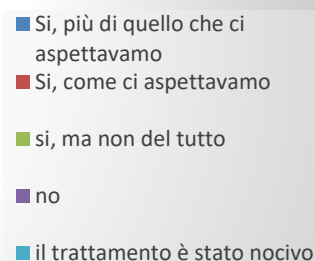 Si, più di quello che ci
aspettavamo
Si, come ci aspettavamo
si, ma non del tutto
no
il trattamento è stato nocivo